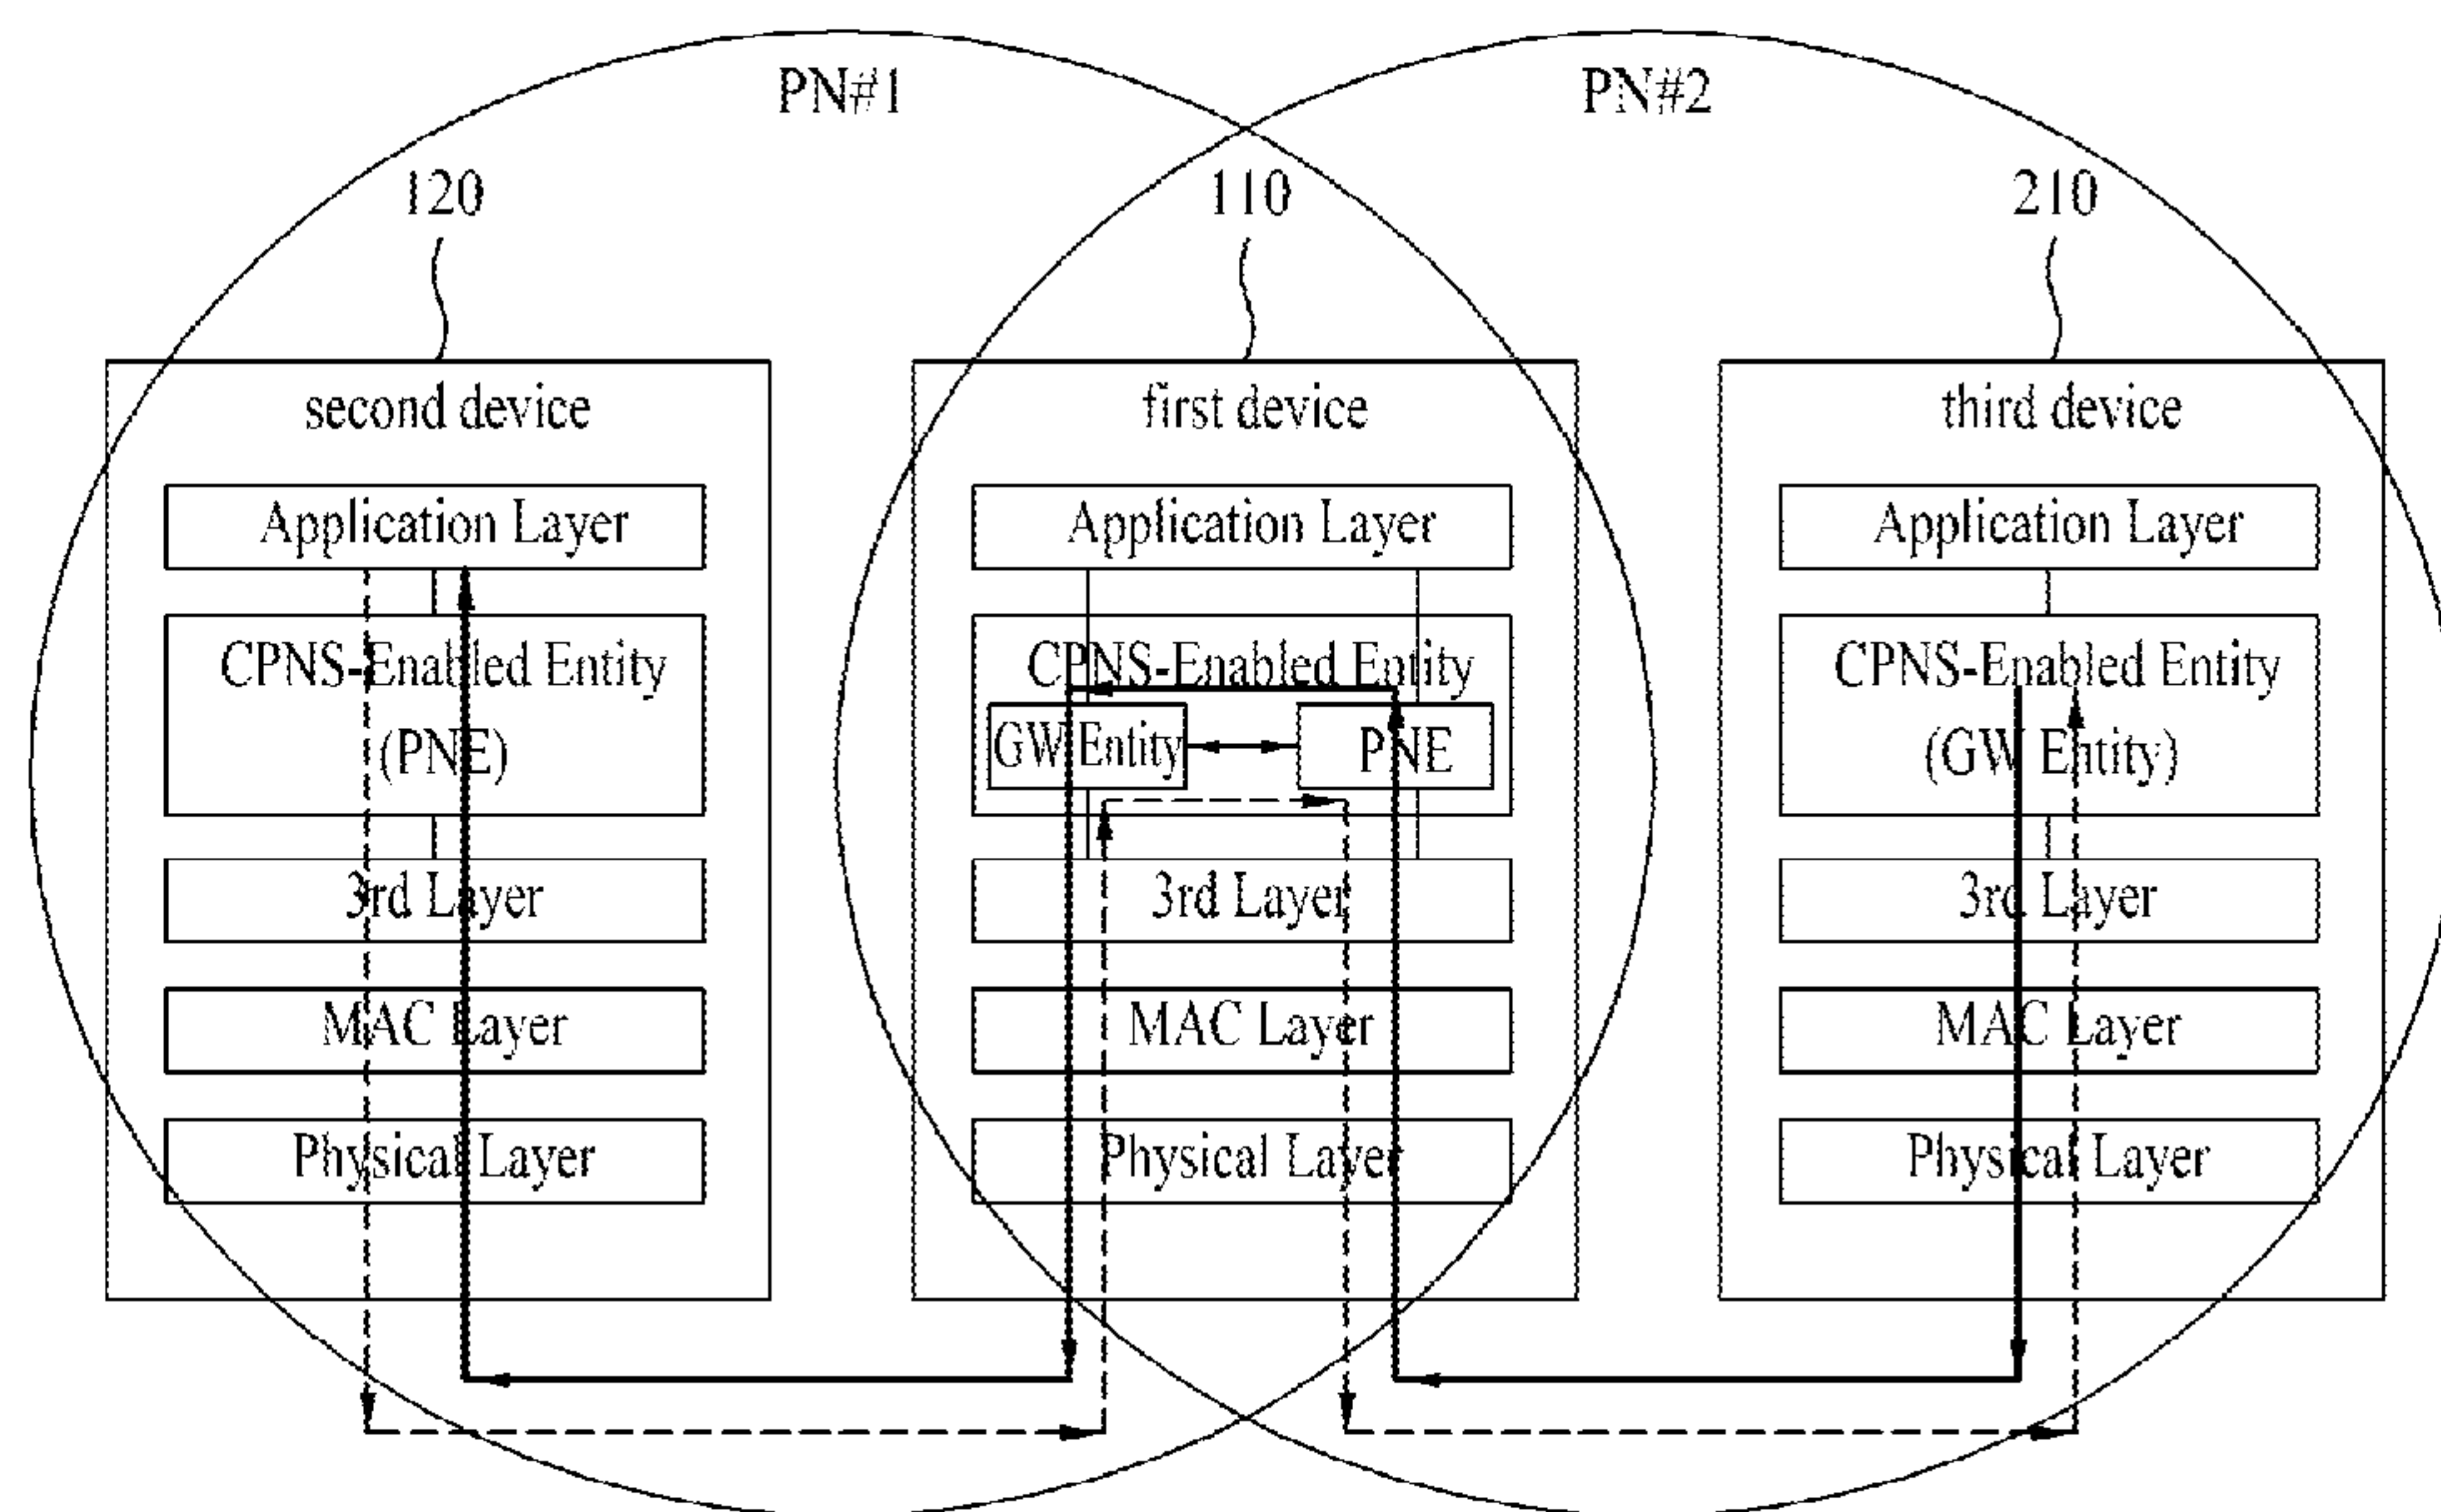 PN#1
PN#2
120
110
210
second device
first device
third device
Application Layer
Application Layer
Application Layer
CPNS-Enabled Entity
(PNE)
CPNS-Enabled Entity
GW Entity
PNE
CPNS-Enabled Entity
(GW Entity)
3rd Layer
3rd Layer
3rd Layer
MAC Layer
MAC Layer
MAC Layer
Physical Layer
Physical Layer
Physical Layer